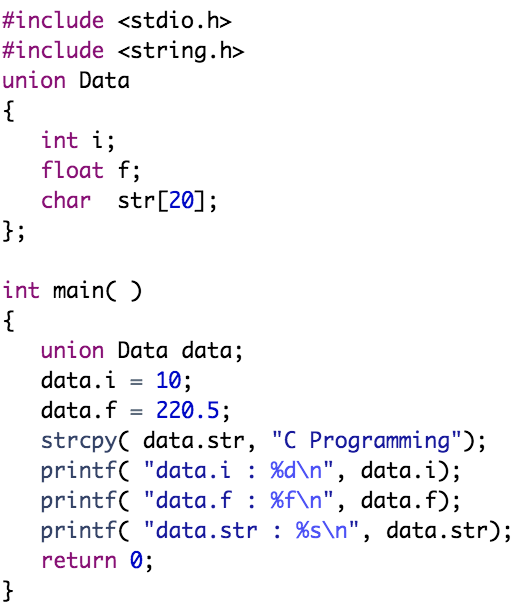 #include <stdio.h>
#include <string.h>
union Data
{
   int i;
   float f;
   char  str[20];
};

int main( )
{
   union Data data;
   data.i = 10;
   data.f = 220.5;
   strcpy( data.str, "C Programming");
   printf( "data.i : %d\n", data.i);
   printf( "data.f : %f\n", data.f);
   printf( "data.str : %s\n", data.str);
   return 0;
}